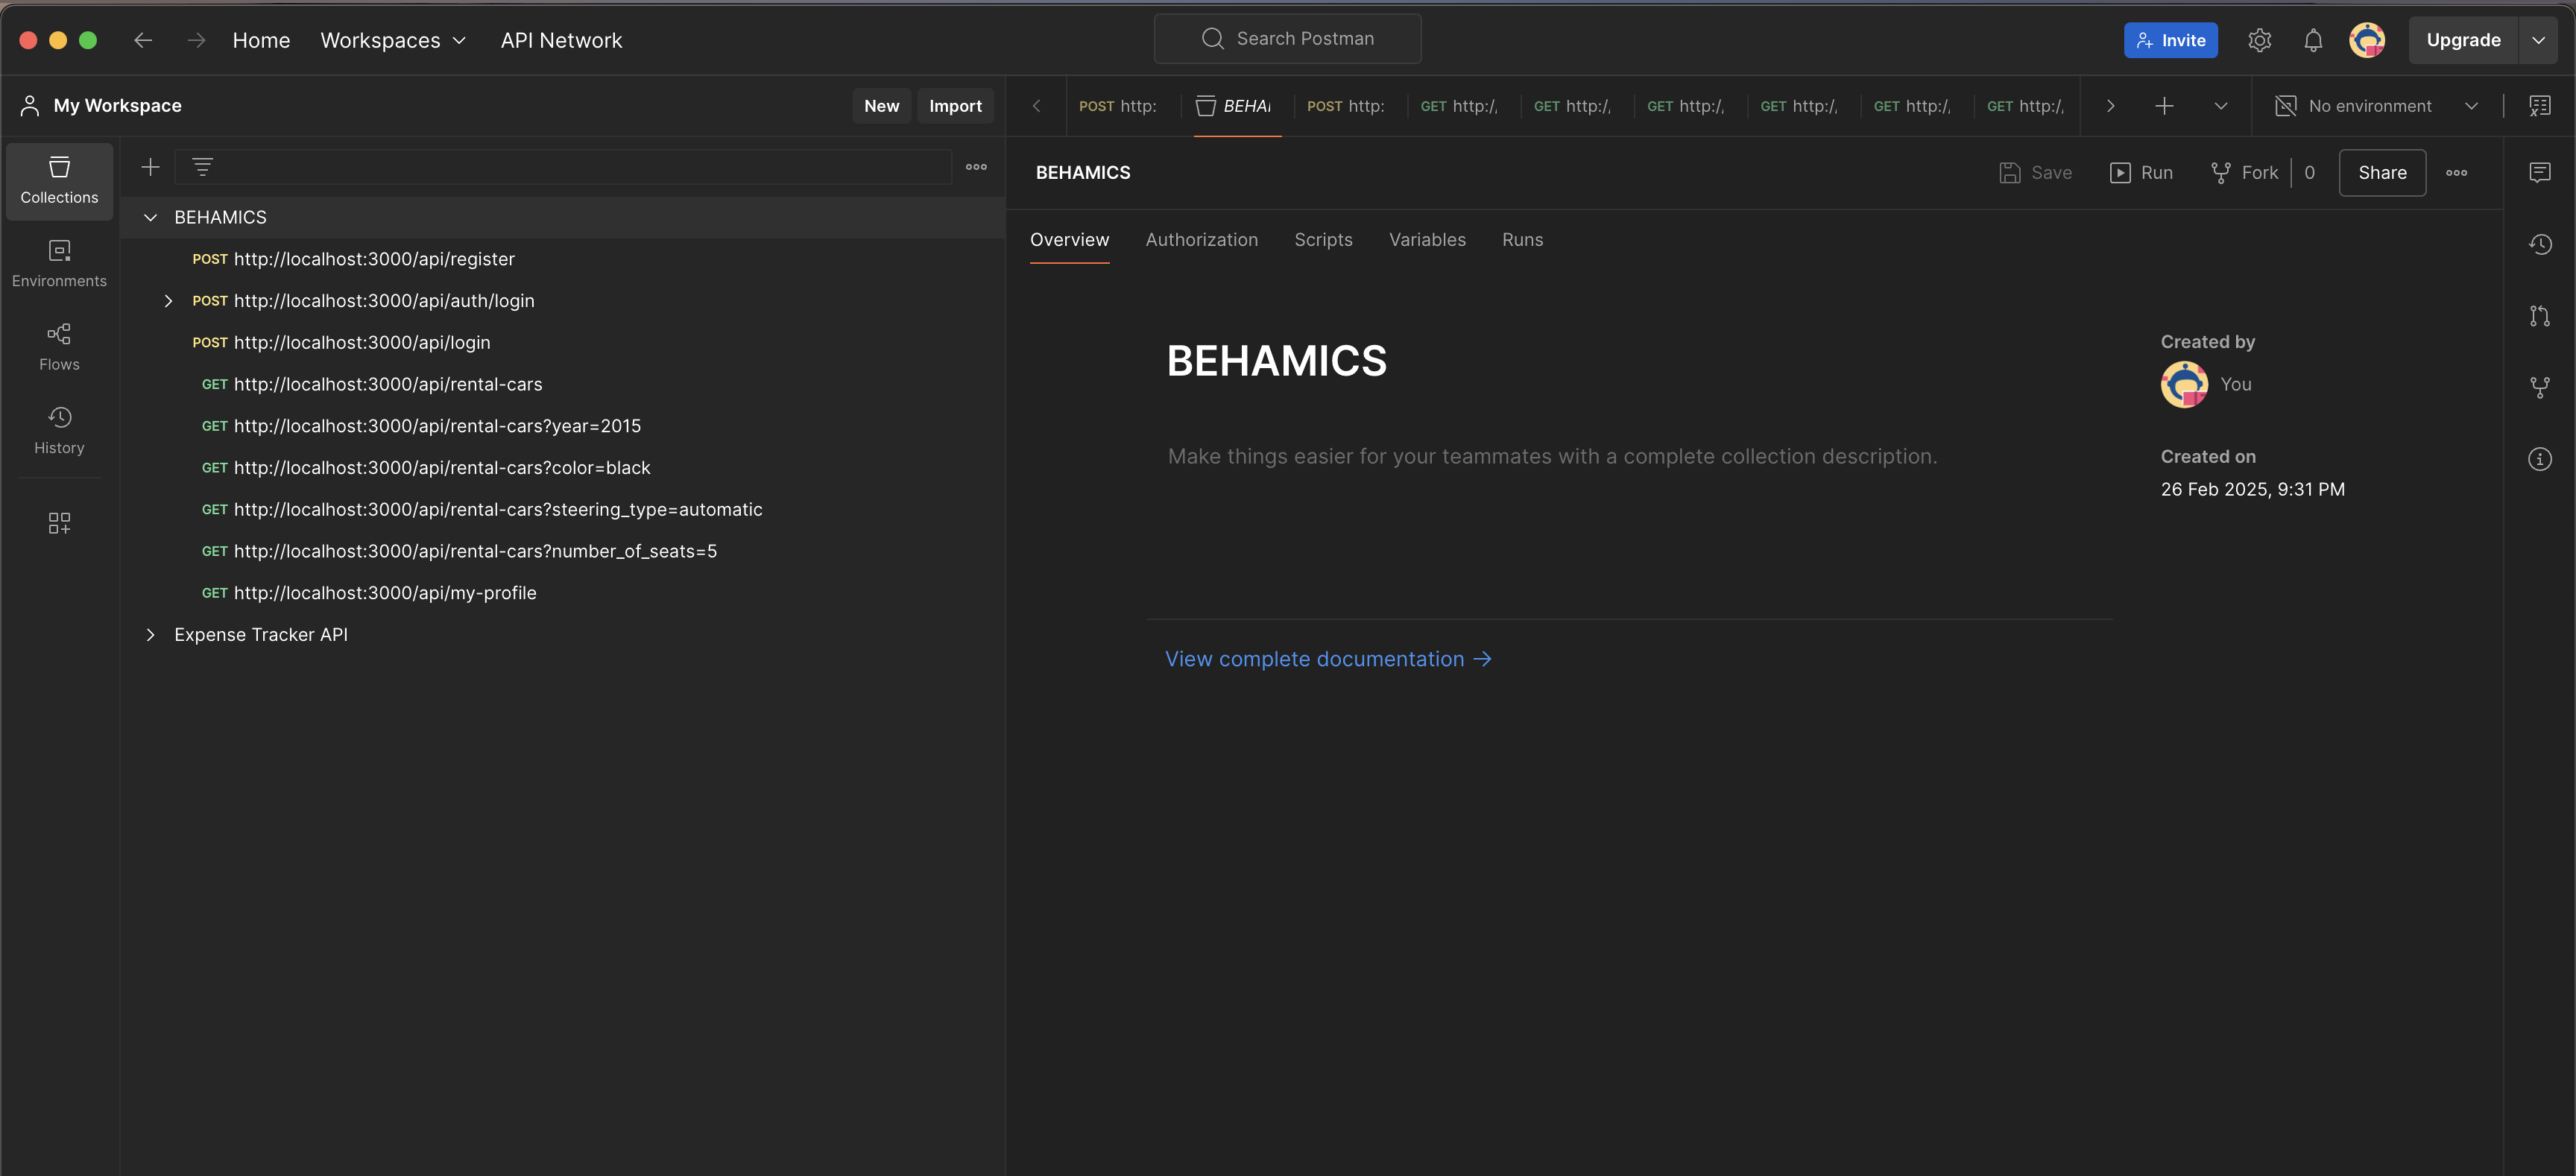 Home Workspaces API Network Search Postman Invite Upgrade
My Workspace New Import POST http: BEHA POST http: GET http:/ GET http:/ GET http:/ GET http:/ GET http:/ GET http:/ No environment
Collections
Environments
Flows
History
BEHAMICS
POST http://localhost:3000/api/register
POST http://localhost:3000/api/auth/login
POST http://localhost:3000/api/login
GET http://localhost:3000/api/rental-cars
GET http://localhost:3000/api/rental-cars?year=2015
GET http://localhost:3000/api/rental-cars?color=black
GET http://localhost:3000/api/rental-cars?steering_type=automatic
GET http://localhost:3000/api/rental-cars?number_of_seats=5
GET http://localhost:3000/api/my-profile
Expense Tracker API
BEHAMICS Save Run Fork 0 Share
Overview Authorization Scripts Variables Runs
BEHAMICS
Make things easier for your teammates with a complete collection description.
View complete documentation →
Created by
You
Created on
26 Feb 2025, 9:31 PM